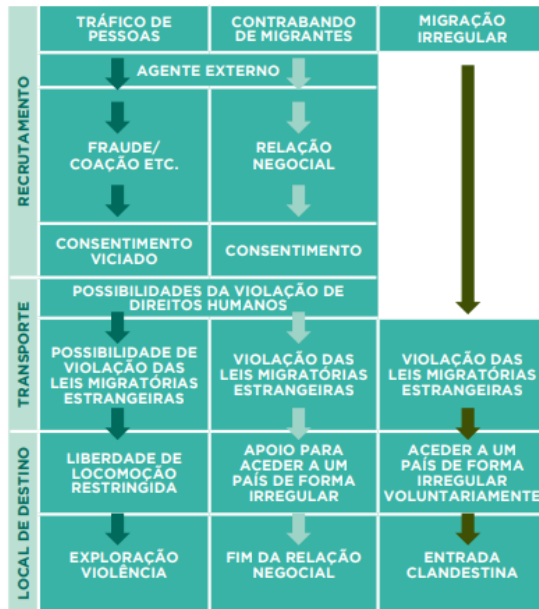 TRÁFICO DE
PESSOAS
CONTRABANDO
DE MIGRANTES
MIGRAÇÃO
IRREGULAR
RECRUTAMENTO
AGENTE EXTERNO
FRAUDE/
COAÇÃO ETC.
RELAÇÃO
NEGOCIAL
CONSENTIMENTO
VICIADO
CONSENTIMENTO
TRANSPORTE
POSSIBILIDADES DA VIOLAÇÃO DE
DIREITOS HUMANOS
POSSIBILIDADE DE
VIOLAÇÃO DAS
LEIS MIGRATÓRIAS
ESTRANGEIRAS
VIOLAÇÃO DAS
LEIS MIGRATÓRIAS
ESTRANGEIRAS
VIOLAÇÃO DAS
LEIS MIGRATÓRIAS
ESTRANGEIRAS
LOCAL DE DESTINO
LIBERDADE DE
LOCOMOÇÃO
RESTRINGIDA
APOIO PARA
ACEDER A UM
PAÍS DE FORMA
IRREGULAR
ACEDER A UM
PAÍS DE FORMA
IRREGULAR
VOLUNTARIAMENTE
EXPLORAÇÃO
VIOLÊNCIA
FIM DA RELAÇÃO
NEGOCIAL
ENTRADA
CLANDESTINA